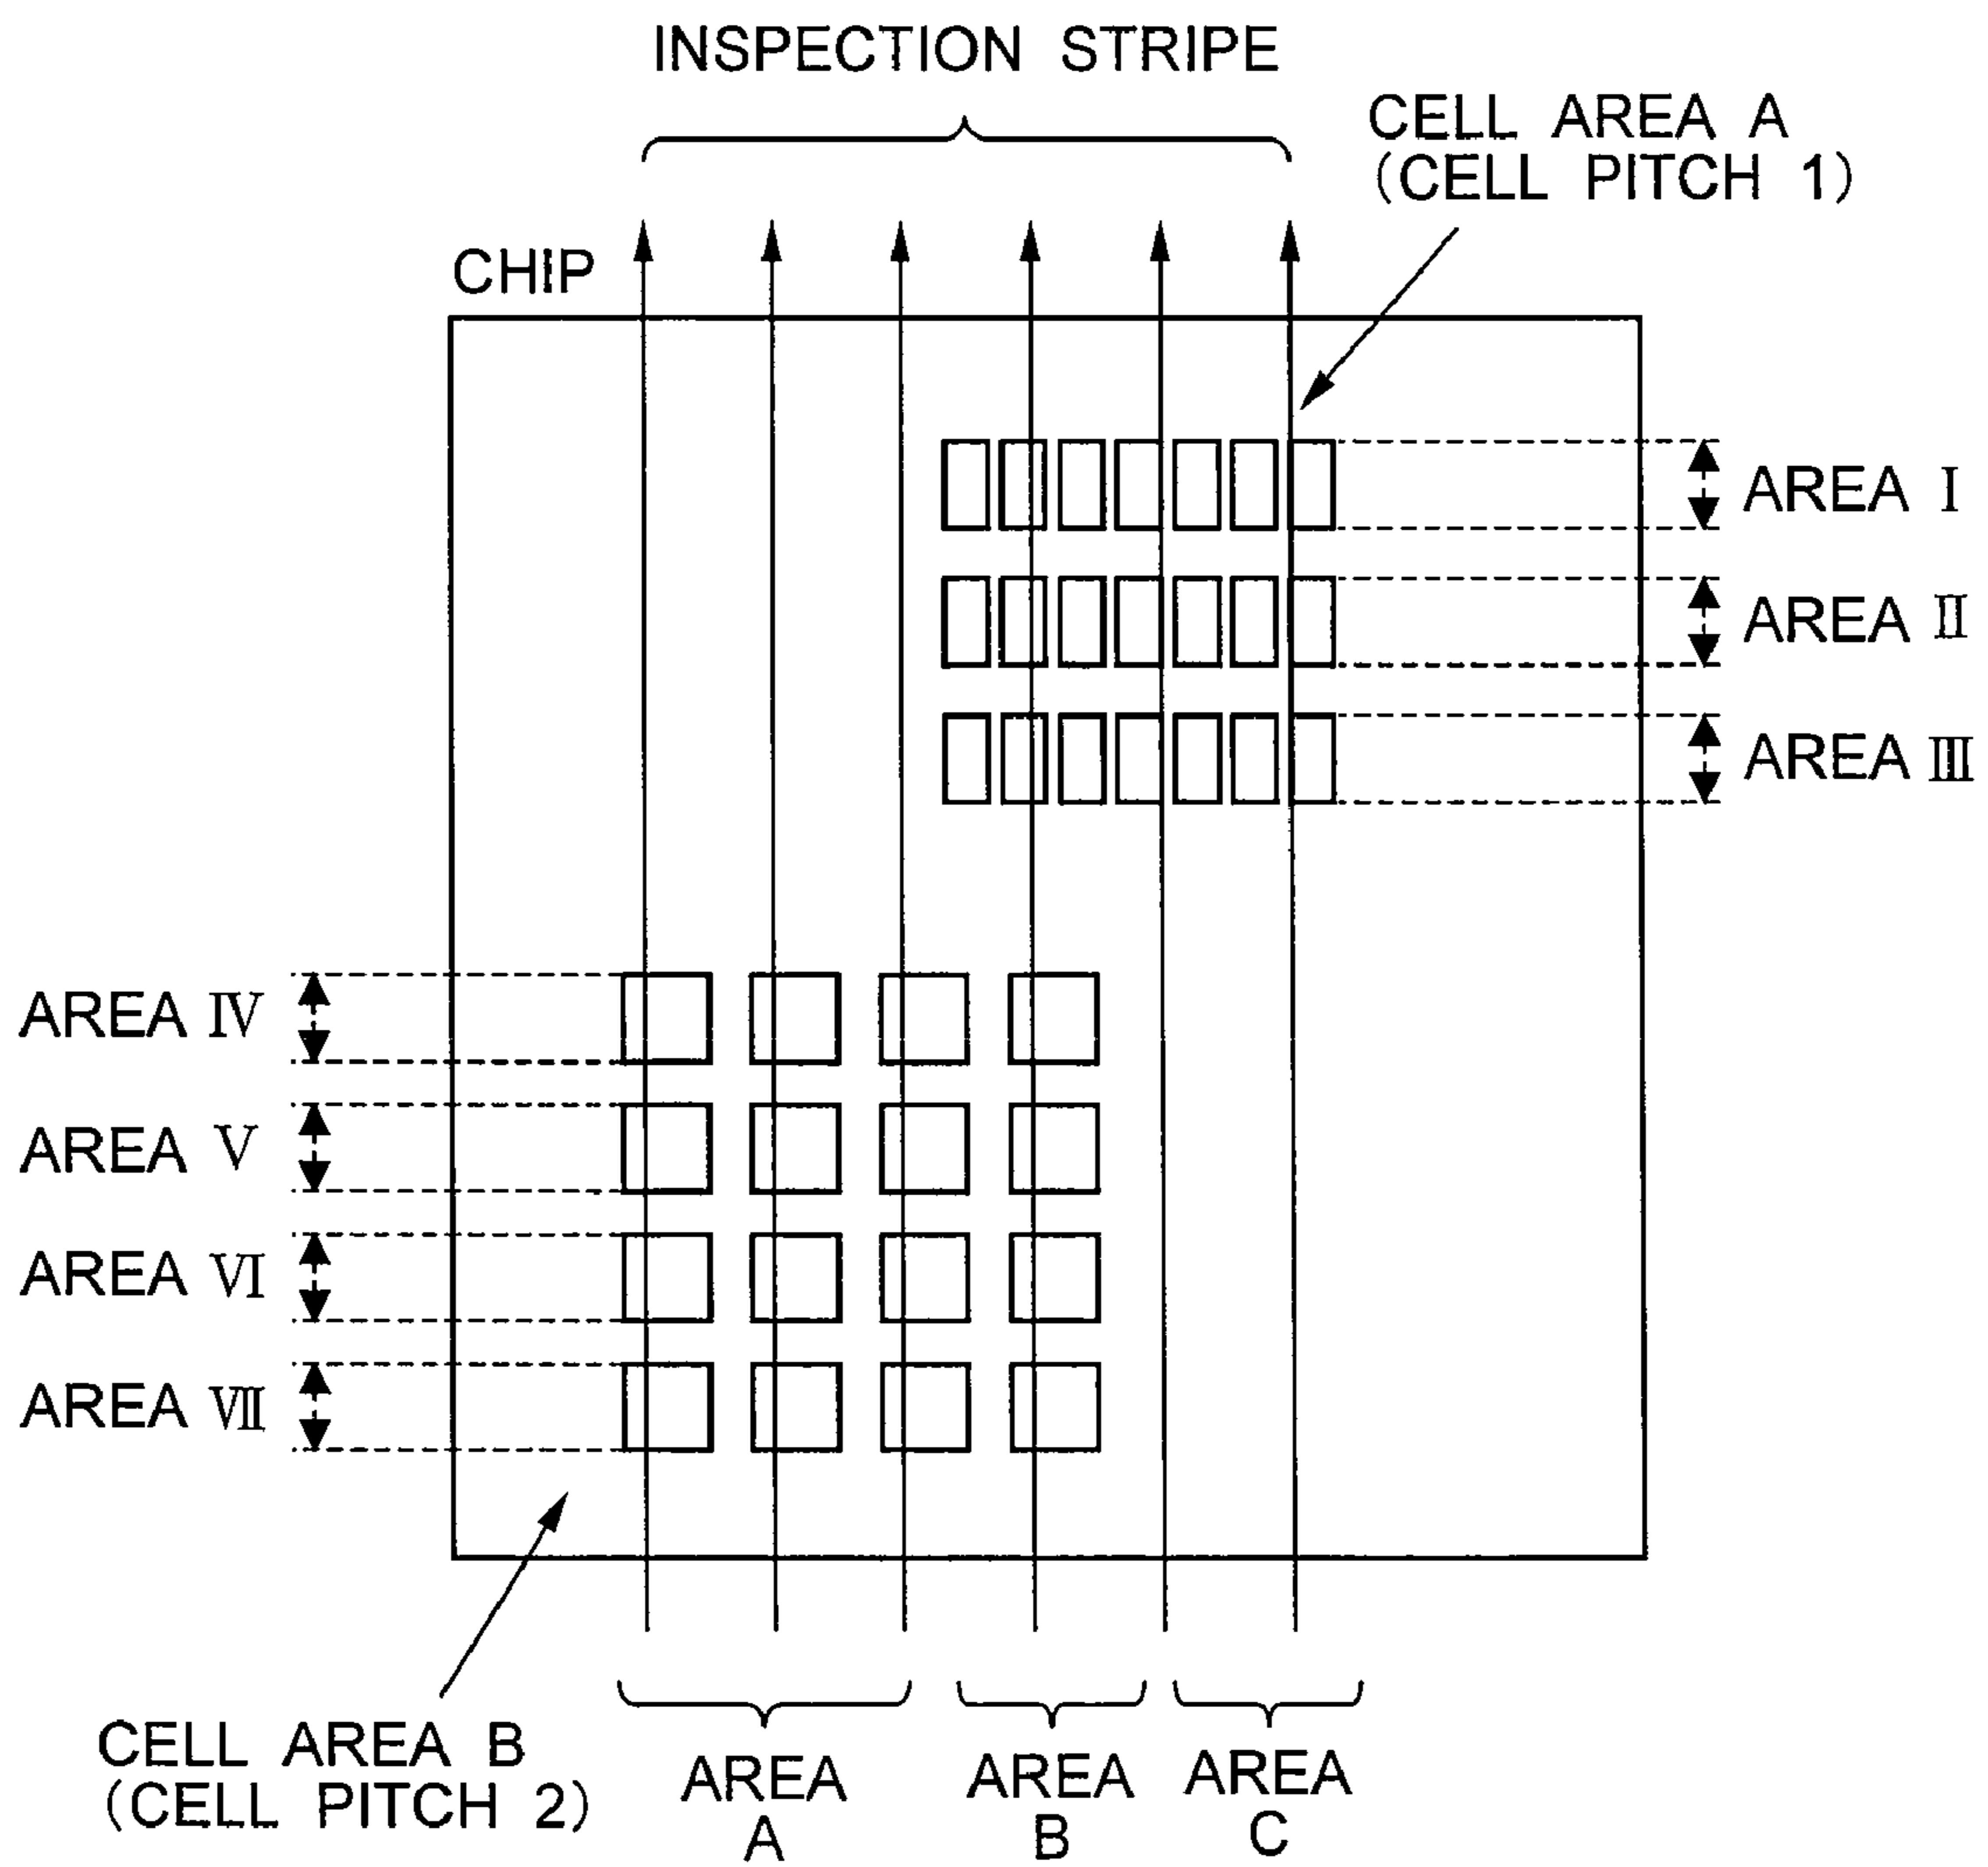 INSPECTION STRIPE
CELL AREA A
(CELL PITCH 1)
CHIP
AREA Ⅰ
AREA Ⅱ
AREA Ⅲ
AREA Ⅳ
AREA Ⅴ
AREA Ⅵ
AREA Ⅶ
CELL AREA B
(CELL PITCH 2)
AREA
A
AREA
B
AREA
C